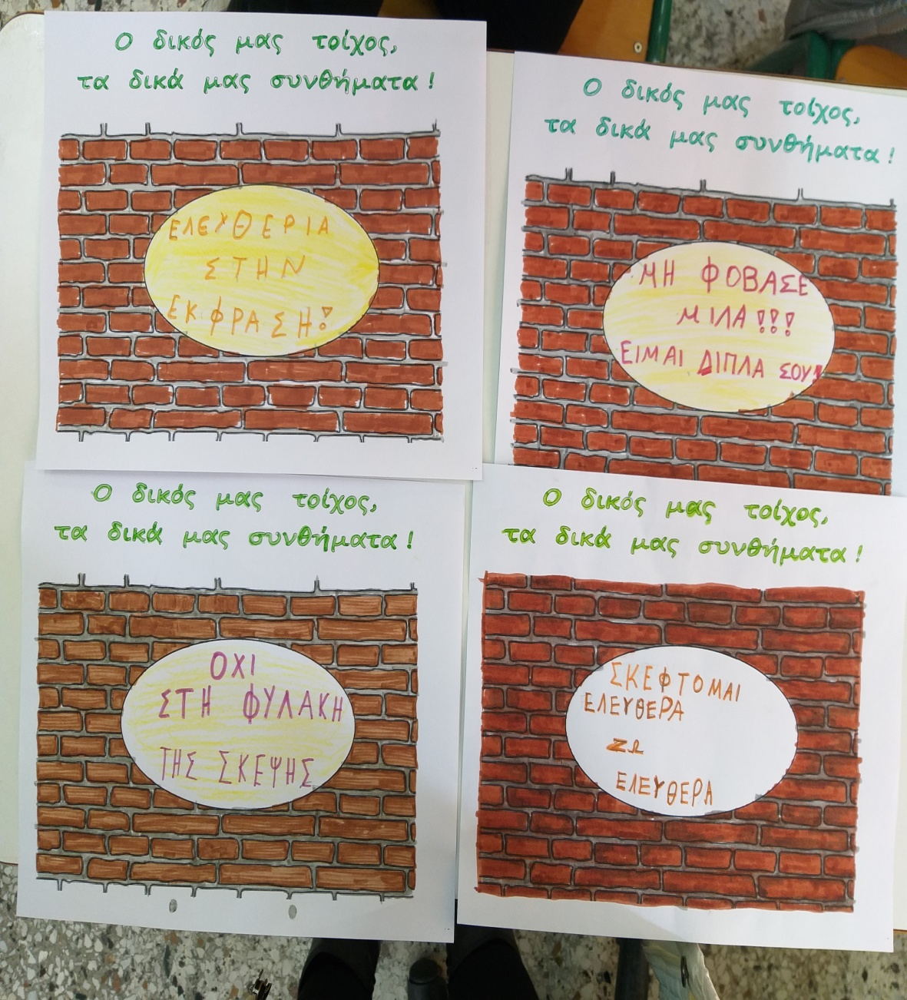 Ο δικός μας τοίχος,
τα δικά μας συνθήματα!
ΕΛΕΥΘΕΡΙΑ
ΣΤΗΝ
ΕΚΦΡΑΣΗ!
Ο δικός μας τοίχος,
τα δικά μας συνθήματα!
ΜΗ ΦΟΒΑΣΕ
ΜΙΛΑ!!!
ΕΙΜΑΙ ΔΙΠΛΑ ΣΟΥ!
Ο δικός μας τοίχος,
τα δικά μας συνθήματα!
ΟΧΙ
ΣΤΗ ΦΥΛΑΚΗ
ΤΗΣ ΣΚΕΨΗΣ
Ο δικός μας τοίχος,
τα δικά μας συνθήματα!
ΣΚΕΦΤΟΜΑΙ
ΕΛΕΥΘΕΡΑ
ΖΩ
ΕΛΕΥΘΕΡΑ